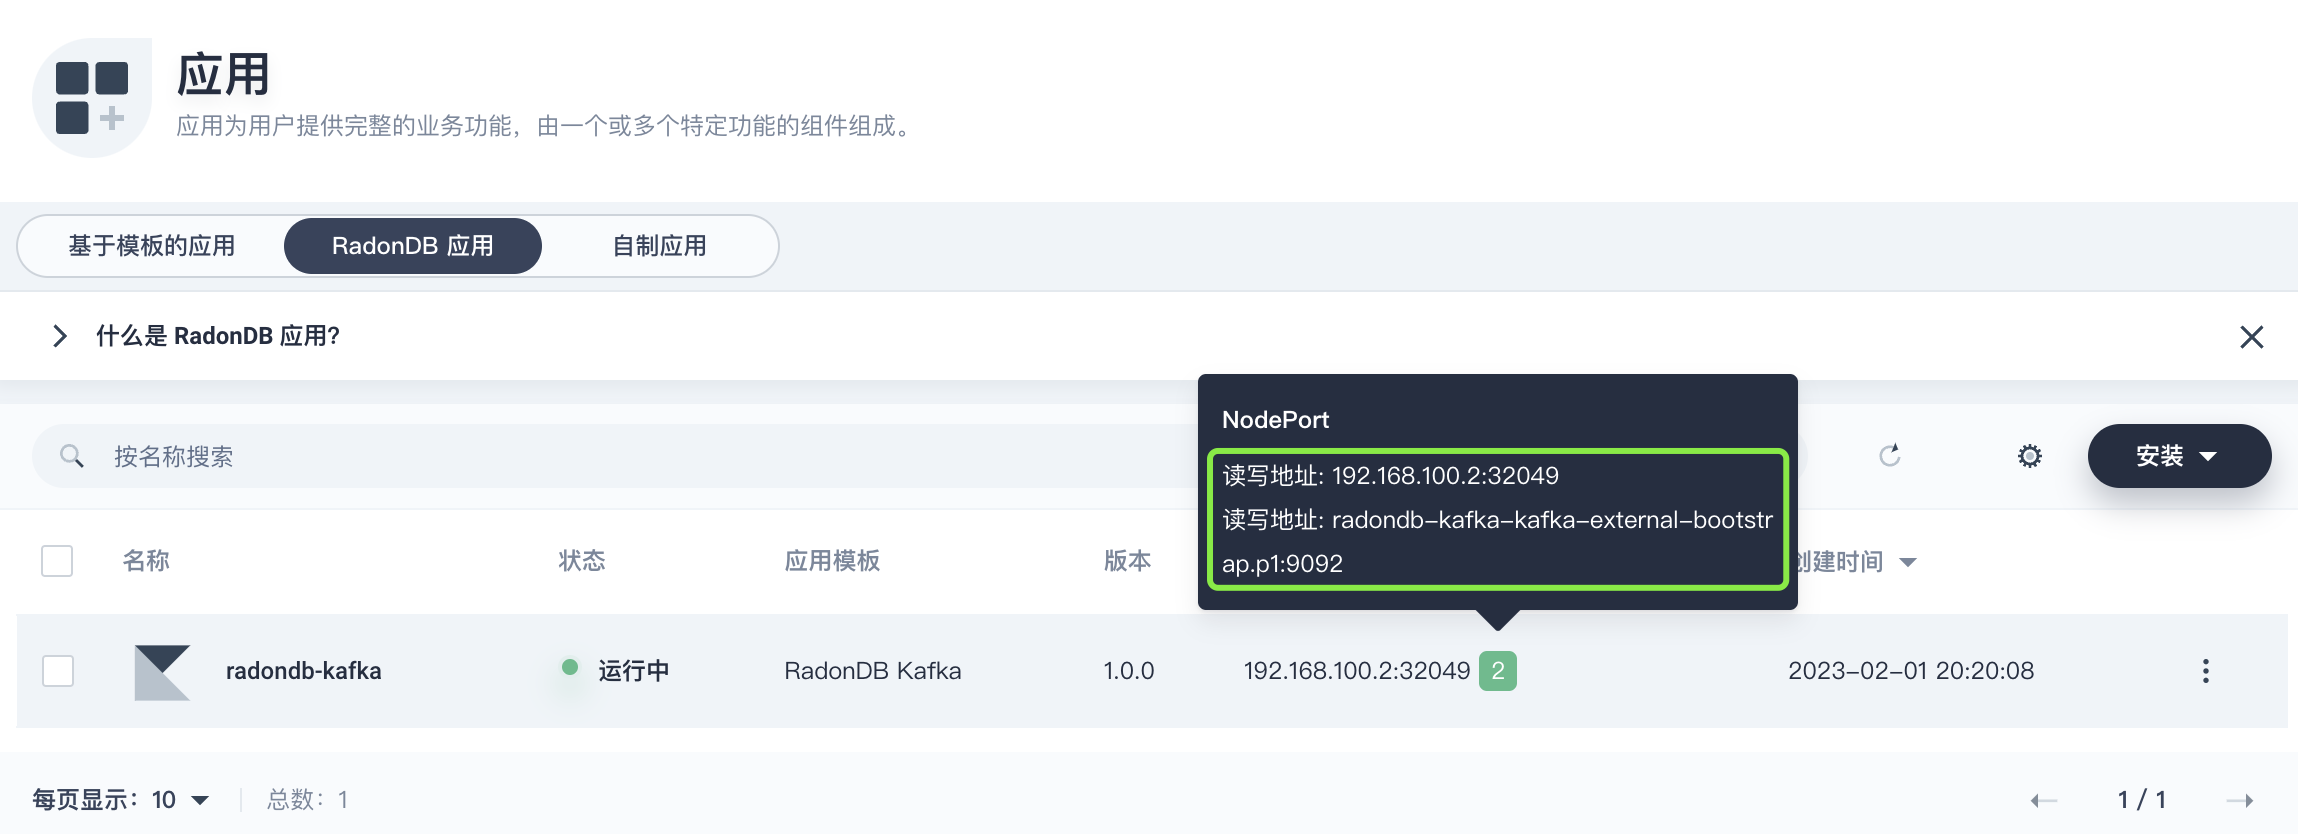 应用
应用为用户提供完整的业务功能，由一个或多个特定功能的组件组成。
基于模板的应用
RadonDB 应用
自制应用
什么是 RadonDB 应用?
NodePort
读写地址: 192.168.100.2:32049
读写地址: radondb-kafka-kafka-external-bootstr
ap.p1:9092
按名称搜索
安装
名称
状态
应用模板
版本
创建时间
radondb-kafka
运行中
RadonDB Kafka
1.0.0
192.168.100.2:32049 2
2023-02-01 20:20:08
每页显示：10
总数：1
1 / 1